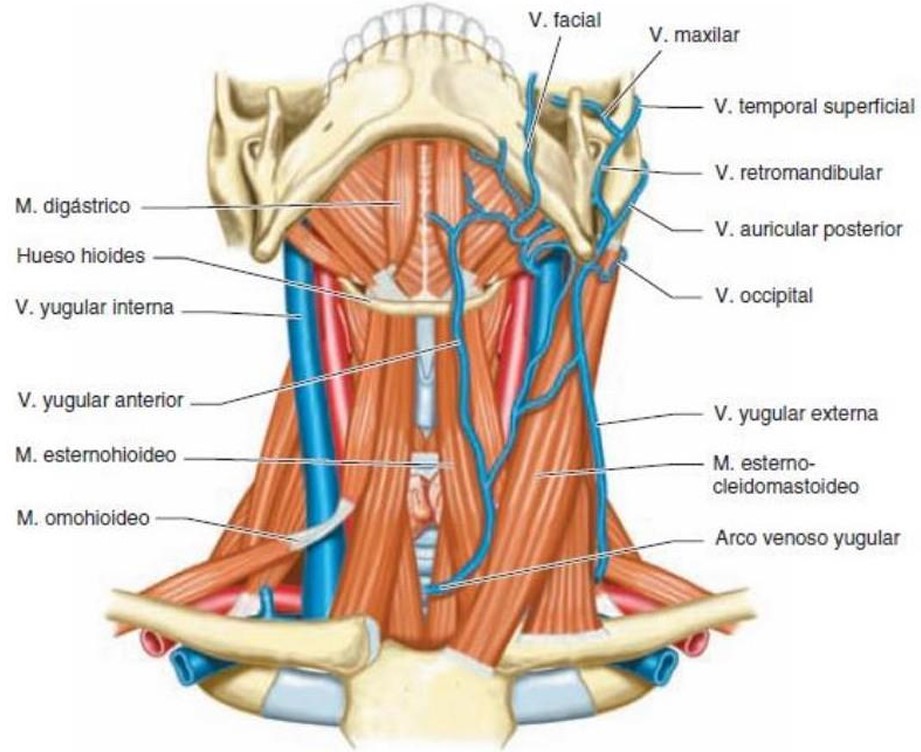 V. facial
V. maxilar
V. temporal superficial
V. retromandibular
V. auricular posterior
V. occipital
M. digástrico
Hueso hioides
V. yugular interna
V. yugular anterior
M. esternohioideo
M. omohioideo
V. yugular externa
M. esterno-
cleidomastoideo
Arco venoso yugular